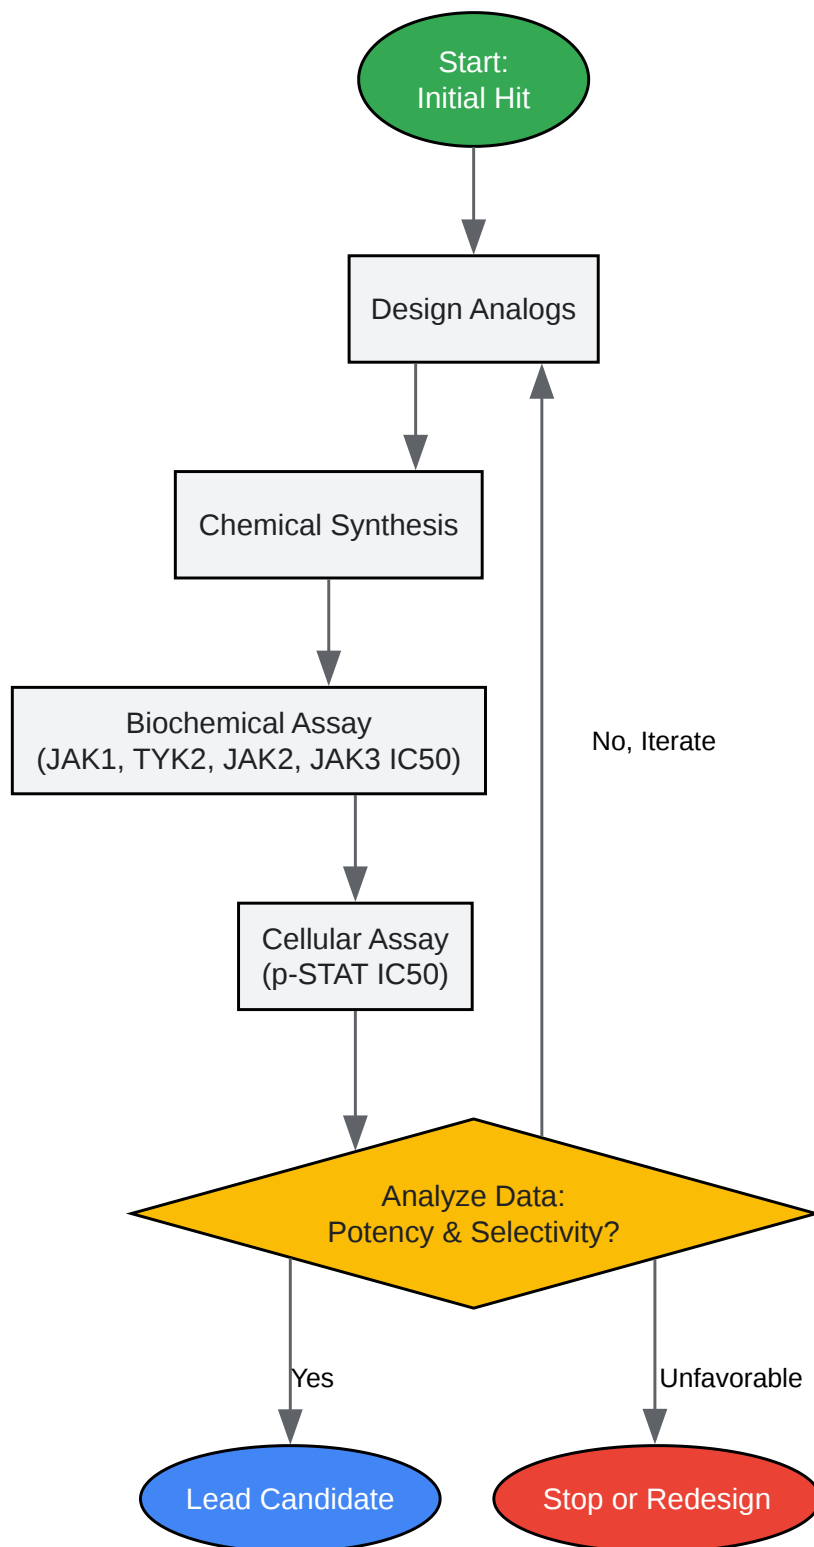 Start:
Initial Hit
Design Analogs
Chemical Synthesis
Biochemical Assay
(JAK1, TYK2, JAK2, JAK3 IC50)
No, Iterate
Cellular Assay
(p-STAT IC50)
Analyze Data:
Potency & Selectivity?
Yes
Unfavorable
Lead Candidate
Stop or Redesign